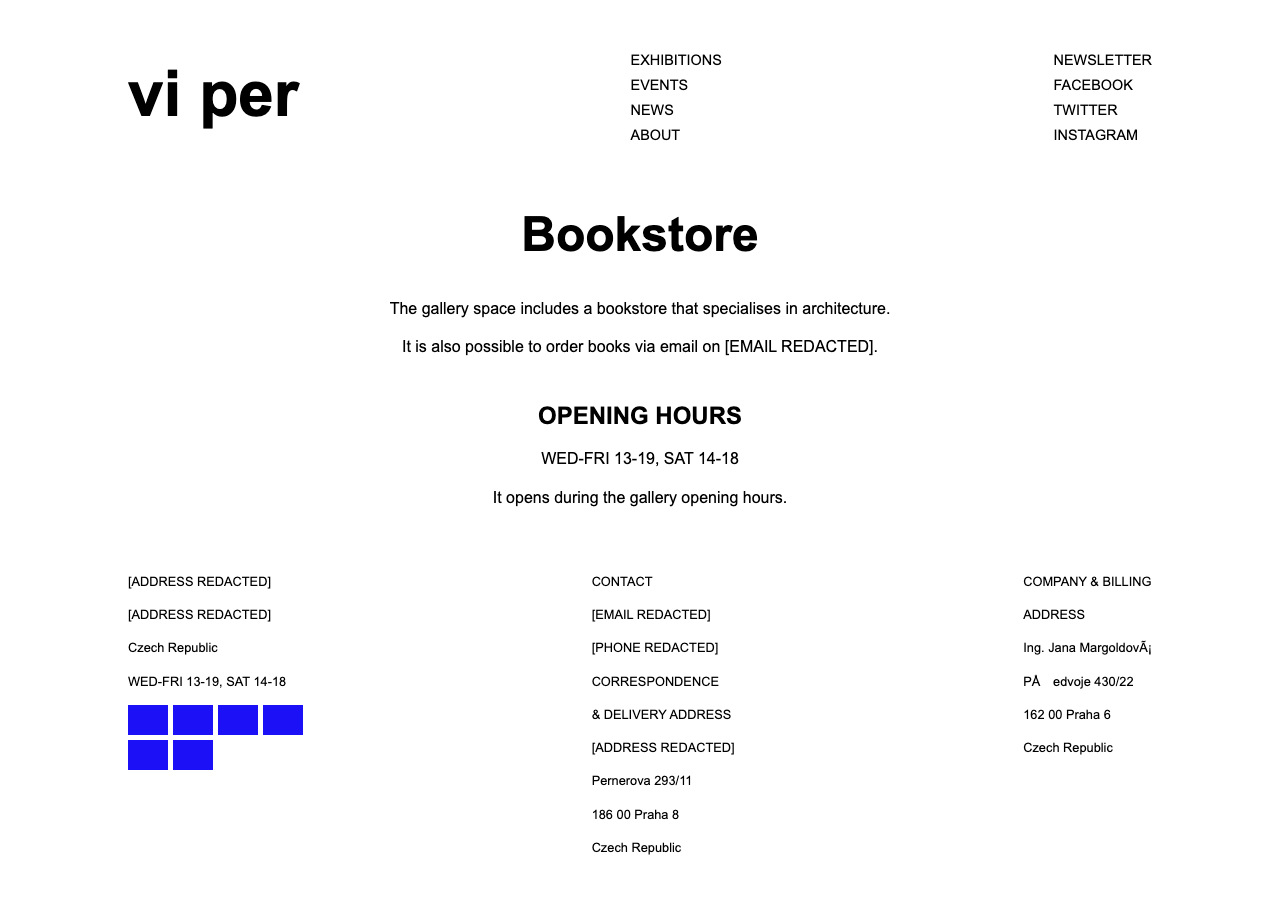 vi per
EXHIBITIONS
EVENTS
NEWS
ABOUT
NEWSLETTER
FACEBOOK
TWITTER
INSTAGRAM
Bookstore
The gallery space includes a bookstore that specialises in architecture.
It is also possible to order books via email on [EMAIL REDACTED].
OPENING HOURS
WED-FRI 13-19, SAT 14-18
It opens during the gallery opening hours.
[ADDRESS REDACTED]
[ADDRESS REDACTED]
Czech Republic
WED-FRI 13-19, SAT 14-18
CONTACT
[EMAIL REDACTED]
[PHONE REDACTED]
CORRESPONDENCE
& DELIVERY ADDRESS
[ADDRESS REDACTED]
Pernerova 293/11
186 00 Praha 8
Czech Republic
COMPANY & BILLING
ADDRESS
Ing. Jana MargoldovÃ¡
PÅ edvoje 430/22
162 00 Praha 6
Czech Republic